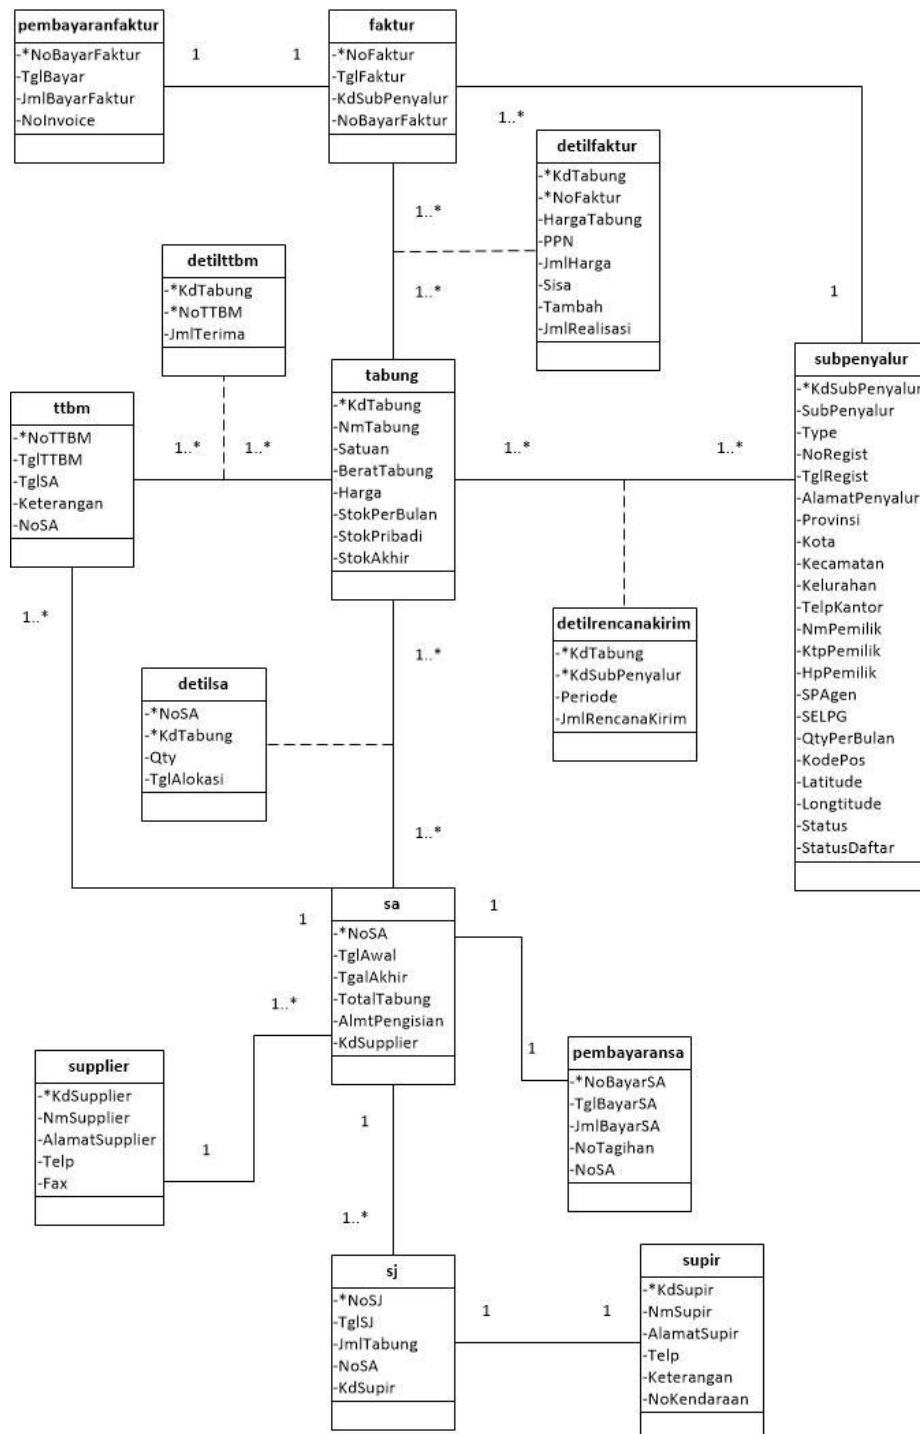 pembayaranfaktur
-*NoBayarFaktur
-TglBayar
-JmlBayarFaktur
-NoInvoice
1
1
faktur
-*NoFaktur
-TglFaktur
-KdSubPenyalur
-NoBayarFaktur
1..*
1
1..*
1..*
detilfaktur
-*KdTabung
-*NoFaktur
-HargaTabung
-PPN
-JmlHarga
-Sisa
-Tambah
-JmlRealisasi
detilttbm
-*KdTabung
-*NoTTBM
-JmlTerima
ttbm
-*NoTTBM
-TglTTBM
-TglSA
-Keterangan
-NoSA
1..*
1..*
tabung
-*KdTabung
-NmTabung
-Satuan
-BeratTabung
-Harga
-StokPerBulan
-StokPribadi
-StokAkhir
1..*
1..*
subpenyalur
-*KdSubPenyalur
-SubPenyalur
-Type
-NoRegist
-TglRegist
-AlamatPenyalur
-Provinsi
-Kota
-Kecamatan
-Kelurahan
-TelpKantor
-NmPemilik
-KtpPemilik
-HpPemilik
-SPAgen
-SELPG
-QtyPerBulan
-KodePos
-Latitude
-Longtitude
-Status
-StatusDaftar
detilrencanakirim
-*KdTabung
-*KdSubPenyalur
-Periode
-JmlRencanaKirim
1..*
1..*
detilsa
-*NoSA
-*KdTabung
-Qty
-TglAlokasi
1..*
1
sa
-*NoSA
-TglAwal
-TgalAkhir
-TotalTabung
-AlmtPengisian
-KdSupplier
1
1
1..*
1
supplier
-*KdSupplier
-NmSupplier
-AlamatSupplier
-Telp
-Fax
pembayaransa
-*NoBayarSA
-TglBayarSA
-JmlBayarSA
-NoTagihan
-NoSA
1
1..*
sj
-*NoSJ
-TglSJ
-JmlTabung
-NoSA
-KdSupir
1
1
supir
-*KdSupir
-NmSupir
-AlamatSupir
-Telp
-Keterangan
-NoKendaraan